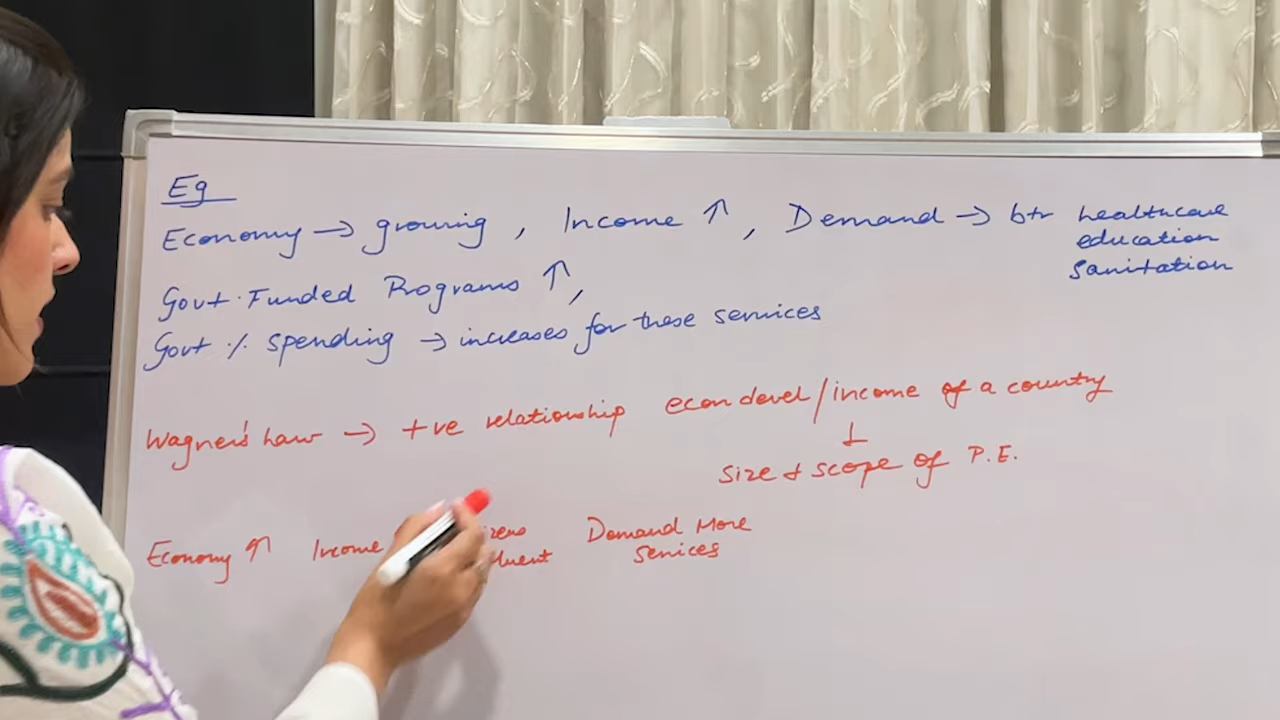 Eg
Economy → growing , Income ↑ , Demand → btr healthcare
education
sanitation
Govt. Funded Programs ↑ ,
Govt % spending → increases for these services
Wagner's Law → +ve relationship econ devel/income of a country
↓
size & scope of P.E.
Economy ↑ Income Demand More
Services